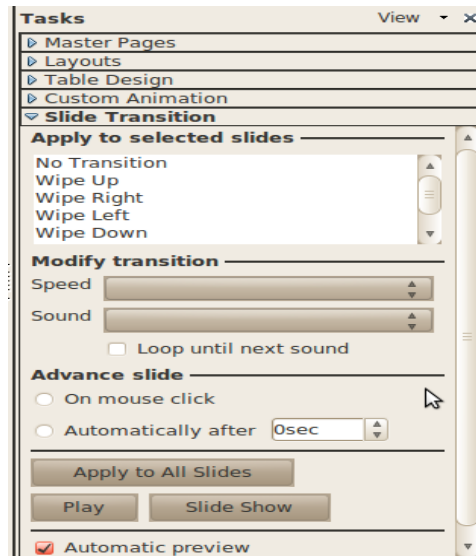 Tasks View
Master Pages
Layouts
Table Design
Custom Animation
Slide Transition
Apply to selected slides
No Transition
Wipe Up
Wipe Right
Wipe Left
Wipe Down
Modify transition
Speed
Sound
Loop until next sound
Advance slide
On mouse click
Automatically after 0sec
Apply to All Slides
Play Slide Show
Automatic preview